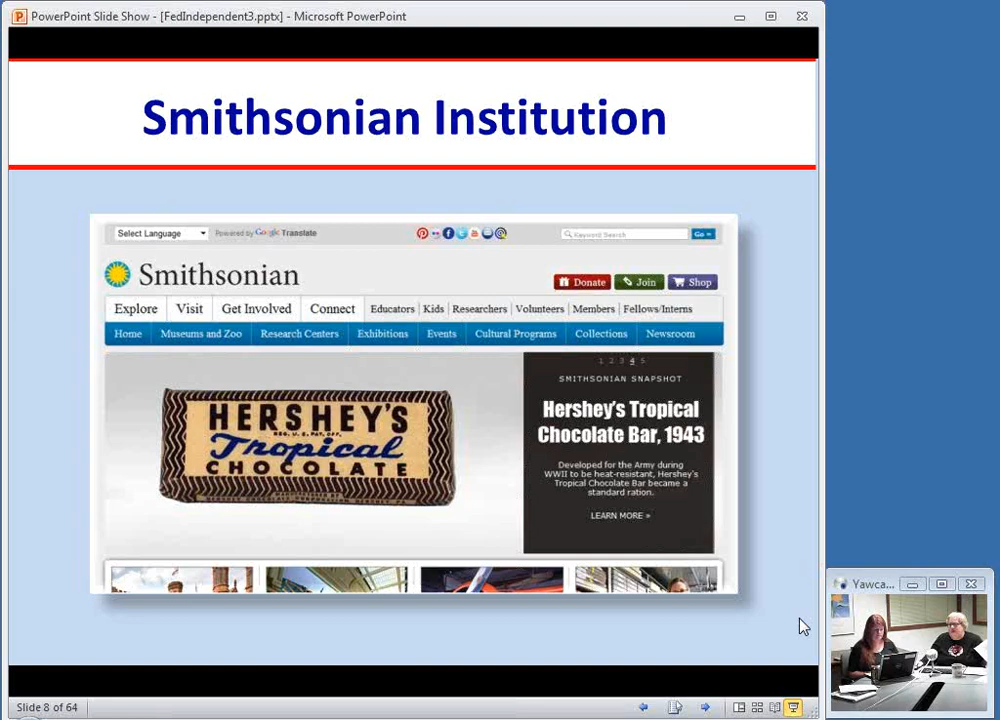 PowerPoint Slide Show - [FedIndependent3.pptx] - Microsoft PowerPoint
Smithsonian Institution
Select Language
Powered by Google Translate
Keyword Search
Go »
Smithsonian
Donate
Join
Shop
Explore Visit Get Involved Connect Educators Kids Researchers Volunteers Members Fellows/Interns
Home Museums and Zoo Research Centers Exhibitions Events Cultural Programs Collections Newsroom
1 2 3 4 5
SMITHSONIAN SNAPSHOT
Hershey's Tropical
Chocolate Bar, 1943
Developed for the Army during
WWII to be heat-resistant, Hershey's
Tropical Chocolate Bar became a
standard ration.
LEARN MORE »
HERSHEY'S
REG. U.S. PAT. OFF.
Tropical
CHOCOLATE
Yawca...
Slide 8 of 64